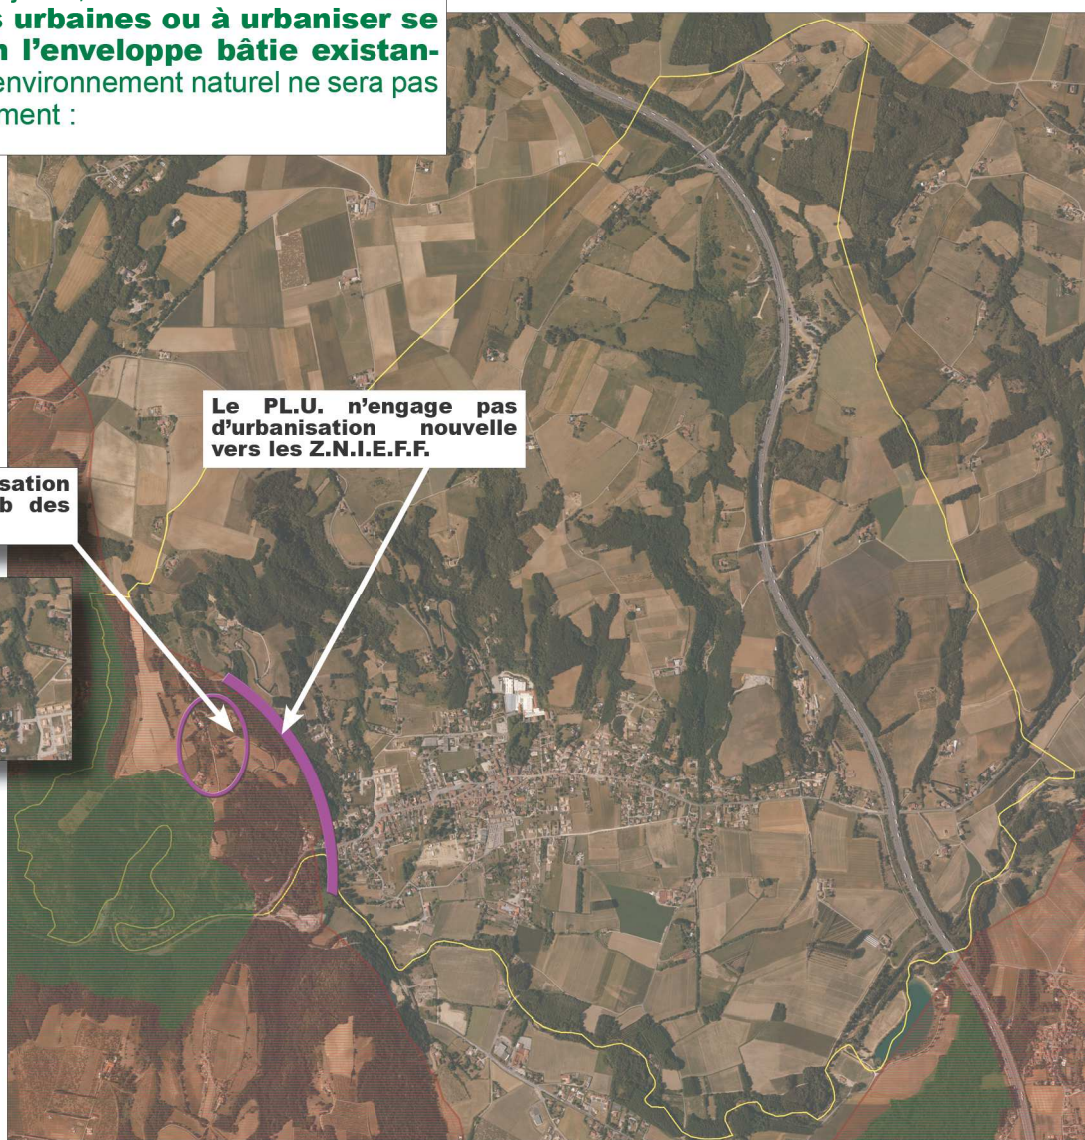 s urbaines ou à urbaniser se
n l'enveloppe bâtie existan-
environnement naturel ne sera pas
ment :
Le PL.U. n'engage pas
d'urbanisation nouvelle
vers les Z.N.I.E.F.F.
sation
b des